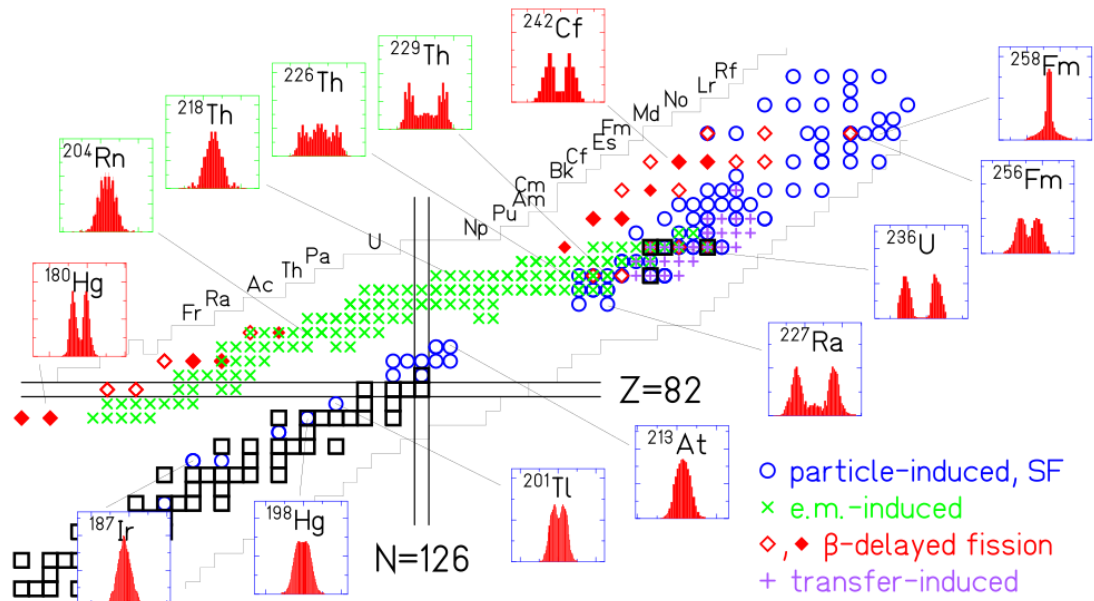 242Cf
229Th
226Th
218Th
204Rn
180Hg
258Fm
256Fm
236U
227Ra
213At
201Tl
198Hg
187Ir
Rf
Lr
No
Md
Fm
Es
Cf
Bk
Cm
Am
Pu
Np
U
Pa
Th
Ac
Ra
Fr
Z=82
N=126
particle-induced, SF
e.m.-induced
, β-delayed fission
transfer-induced